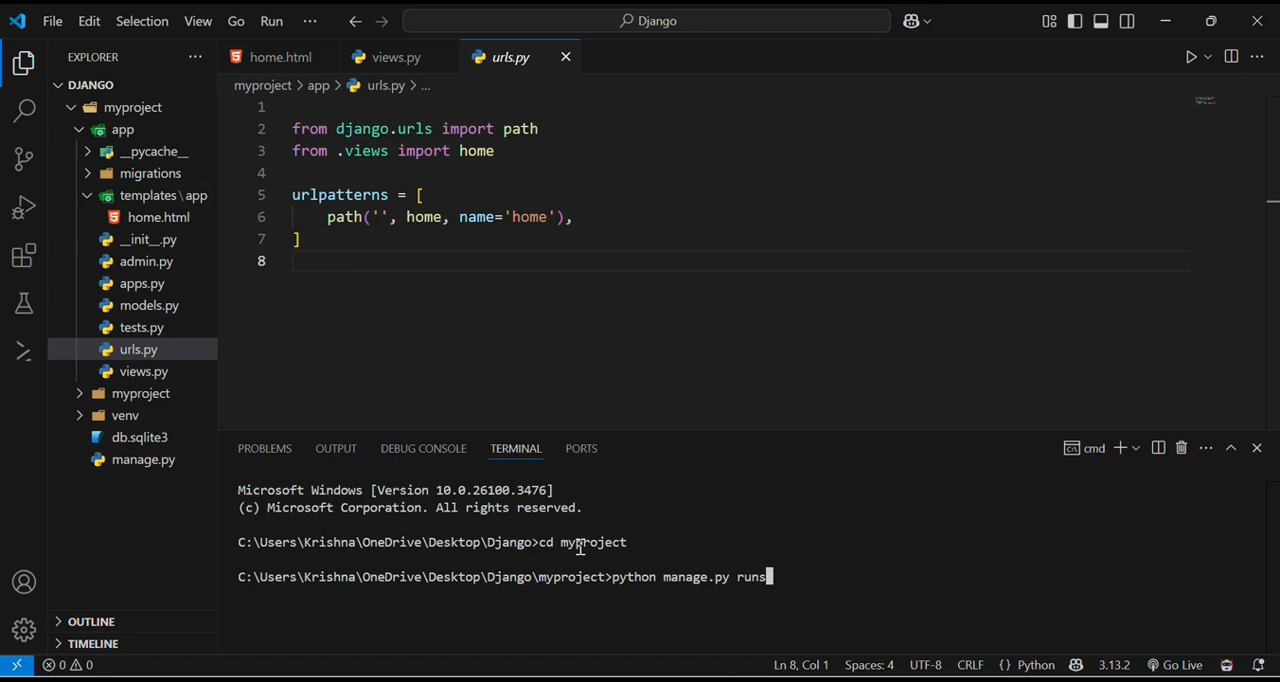 File Edit Selection View Go Run ··· Django
EXPLORER ···
DJANGO
myproject
app
__pycache__
migrations
templates\app
home.html
__init__.py
admin.py
apps.py
models.py
tests.py
urls.py
views.py
myproject
venv
db.sqlite3
manage.py
OUTLINE
TIMELINE
home.html views.py urls.py
myproject > app > urls.py > ...
1
2 from django.urls import path
3 from .views import home
4
5 urlpatterns = [
6 path('', home, name='home'),
7 ]
8
PROBLEMS OUTPUT DEBUG CONSOLE TERMINAL PORTS cmd
Microsoft Windows [Version 10.0.26100.3476]
(c) Microsoft Corporation. All rights reserved.
C:\Users\Krishna\OneDrive\Desktop\Django>cd myproject
C:\Users\Krishna\OneDrive\Desktop\Django\myproject>python manage.py runs
0 0 Ln 8, Col 1 Spaces: 4 UTF-8 CRLF {} Python 3.13.2 Go Live